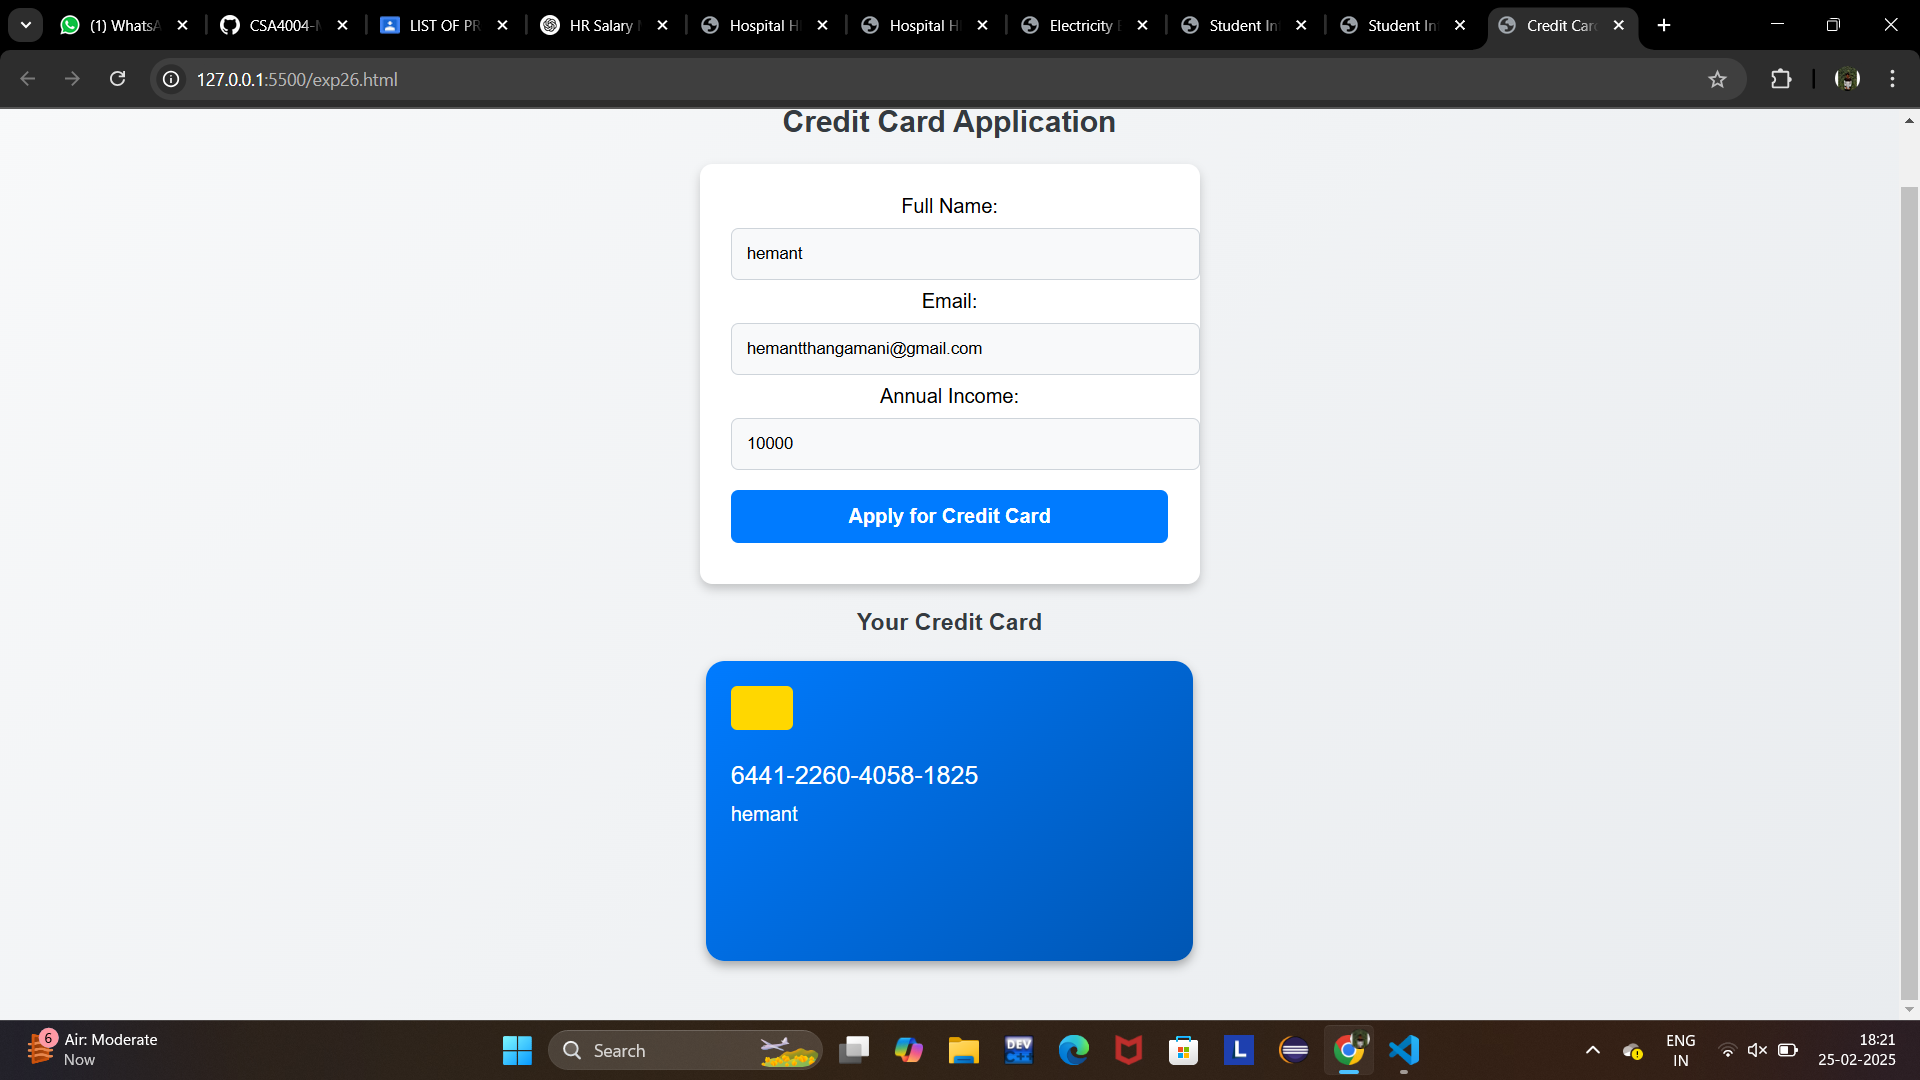 (1) WhatsA
CSA4004-
LIST OF PR
HR Salary
Hospital H
Hospital H
Electricity
Student In
Student In
Credit Car
127.0.0.1:5500/exp26.html
Credit Card Application
Full Name:
hemant
Email:
hemantthangamani@gmail.com
Annual Income:
10000
Apply for Credit Card
Your Credit Card
6441-2260-4058-1825
hemant
6
Air: Moderate
Now
Search
DEV
C++
L
ENG
IN
18:21
25-02-2025